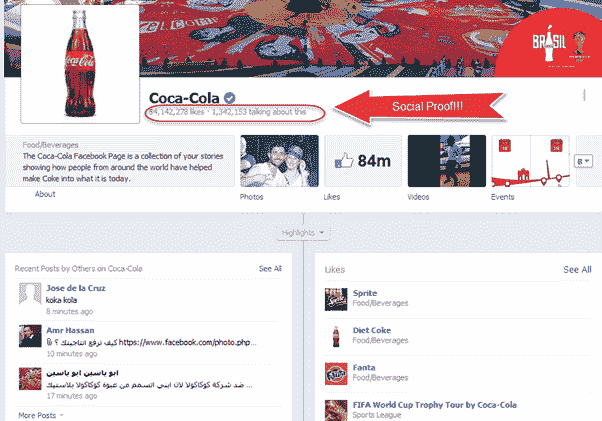 BRASIL
Coca-Cola
Coca-Cola
84,142,278 likes · 1,342,153 talking about this
Social Proof!!!
Food/Beverages
The Coca-Cola Facebook Page is a collection of your stories
showing how people from around the world have helped
make Coke into what it is today.
About
Photos
84m
Likes
Videos
Events
8
Highlights
Recent Posts by Others on Coca-Cola
See All
Jose de la Cruz
koka kola
8 minutes ago
Amr Hassan
كيف ترفع انتاجيتك ؟ https://www.facebook.com/photo.php...
10 minutes ago
ابو ياسين ابو ياسين
ضد شركة كوكاكولا لان ابني اتسمم من عبوة كوكاكولا بلاستيك...
17 minutes ago
More Posts
Likes
See All
Sprite
Food/Beverages
Diet Coke
Food/Beverages
Fanta
Food/Beverages
FIFA World Cup Trophy Tour by Coca-Cola
Sports League